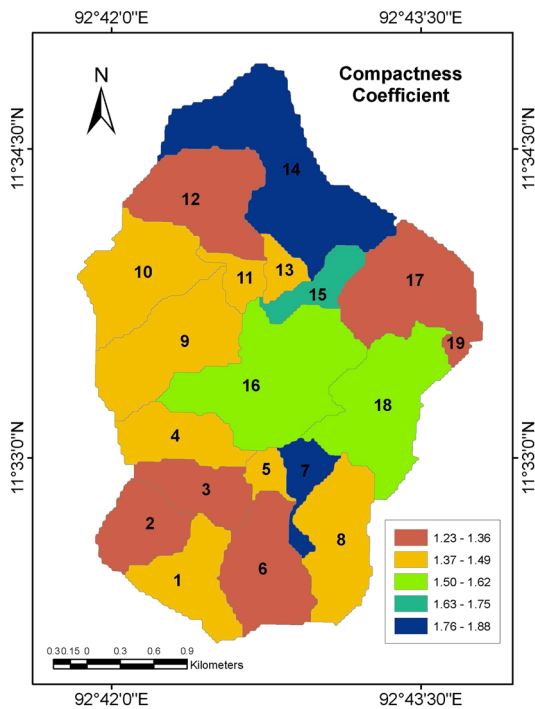 92°42'0"E 92°43'30"E
N
Compactness
Coefficient
11°34'30"N 11°34'30"N
14
12
10
13
17
11
15
9
19
16
18
4
5
7
3
2
8
6
1
1.23 - 1.36
1.37 - 1.49
1.50 - 1.62
1.63 - 1.75
1.76 - 1.88
11°33'0"N 11°33'0"N
0.30.15 0 0.3 0.6 0.9
Kilometers
92°42'0"E 92°43'30"E